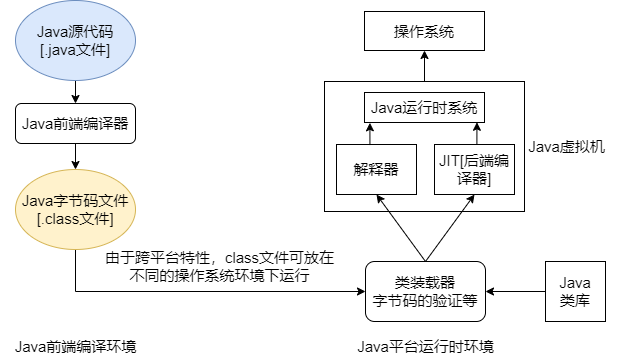 Java源代码
[.java文件]
Java前端编译器
Java字节码文件
[.class文件]
由于跨平台特性，class文件可放在
不同的操作系统环境下运行
Java前端编译环境
操作系统
Java运行时系统
解释器
JIT[后端编
译器]
Java虚拟机
类装载器
字节码的验证等
Java
类库
Java平台运行时环境